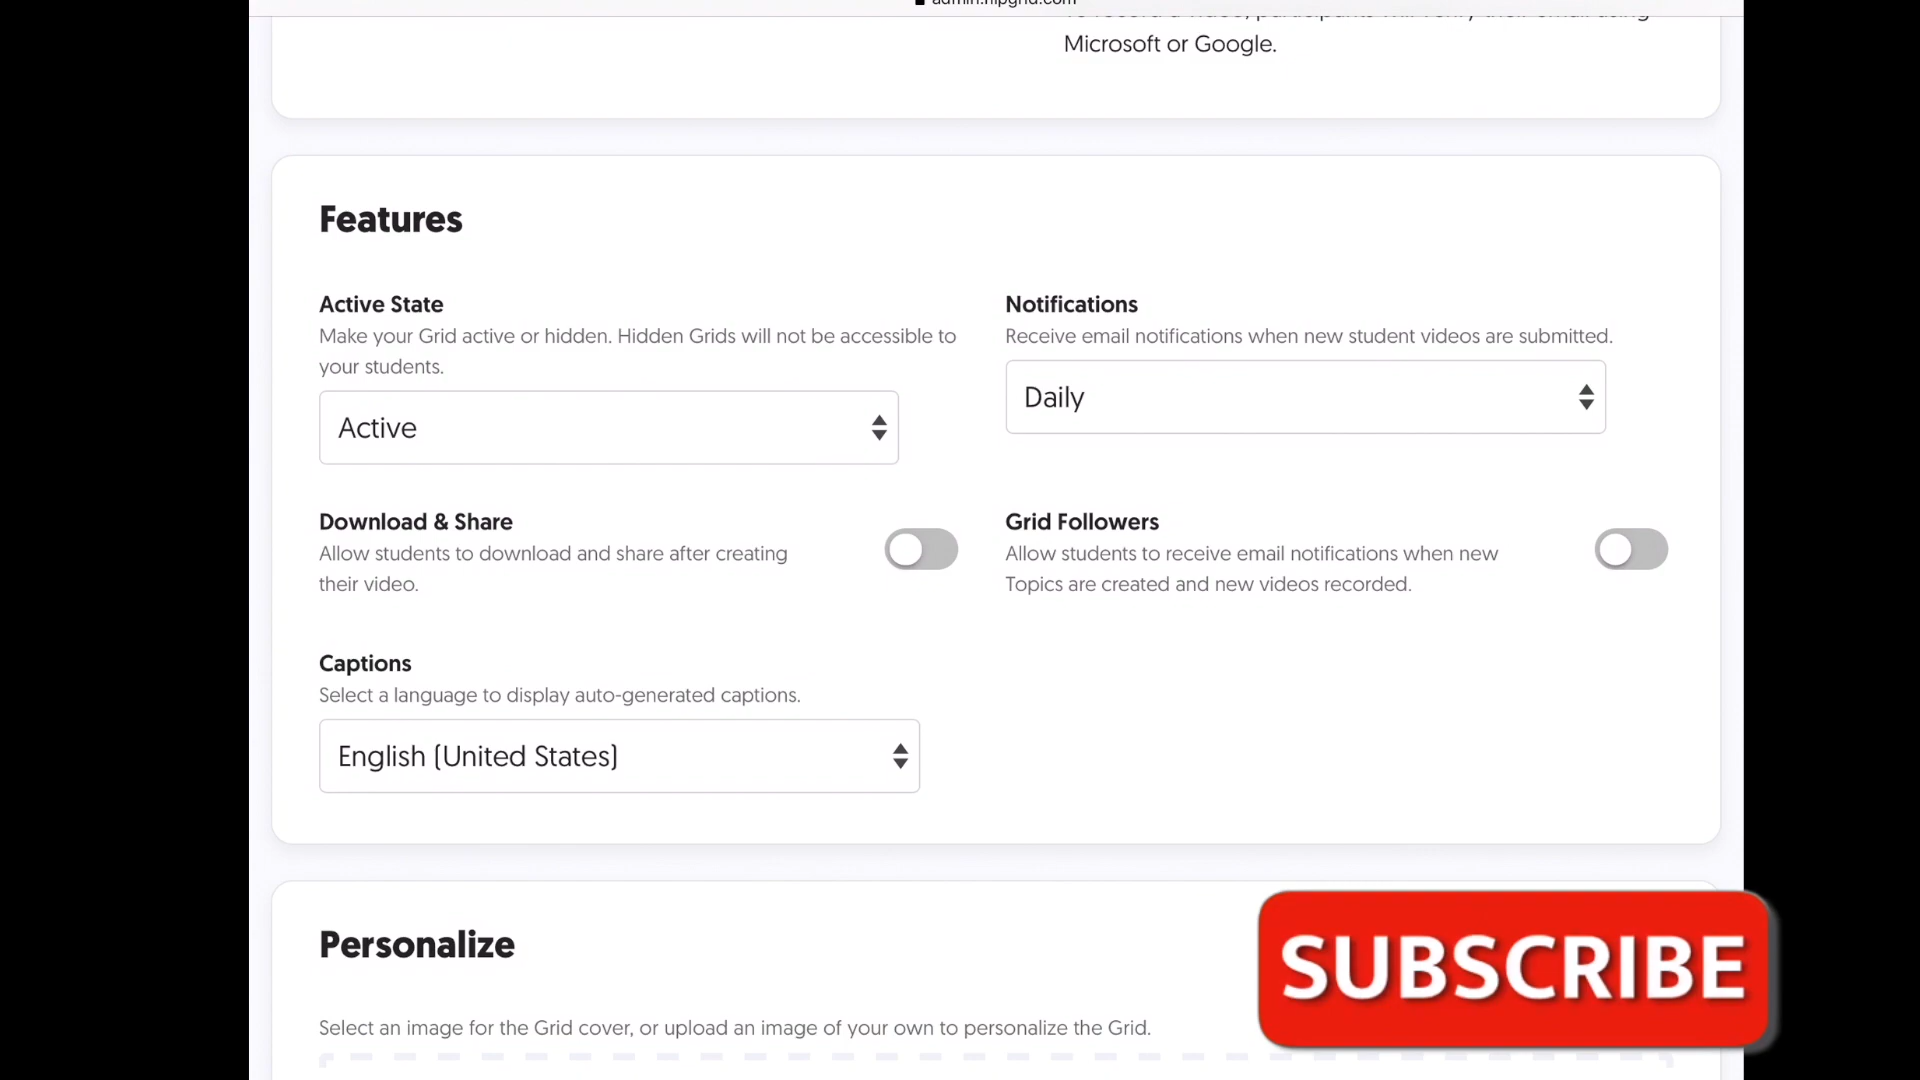 Microsoft or Google.
Features
Active State
Make your Grid active or hidden. Hidden Grids will not be accessible to
your students.
Active
Notifications
Receive email notifications when new student videos are submitted.
Daily
Download & Share
Allow students to download and share after creating
their video.
Grid Followers
Allow students to receive email notifications when new
Topics are created and new videos recorded.
Captions
Select a language to display auto-generated captions.
English (United States)
Personalize
Select an image for the Grid cover, or upload an image of your own to personalize the Grid.
SUBSCRIBE